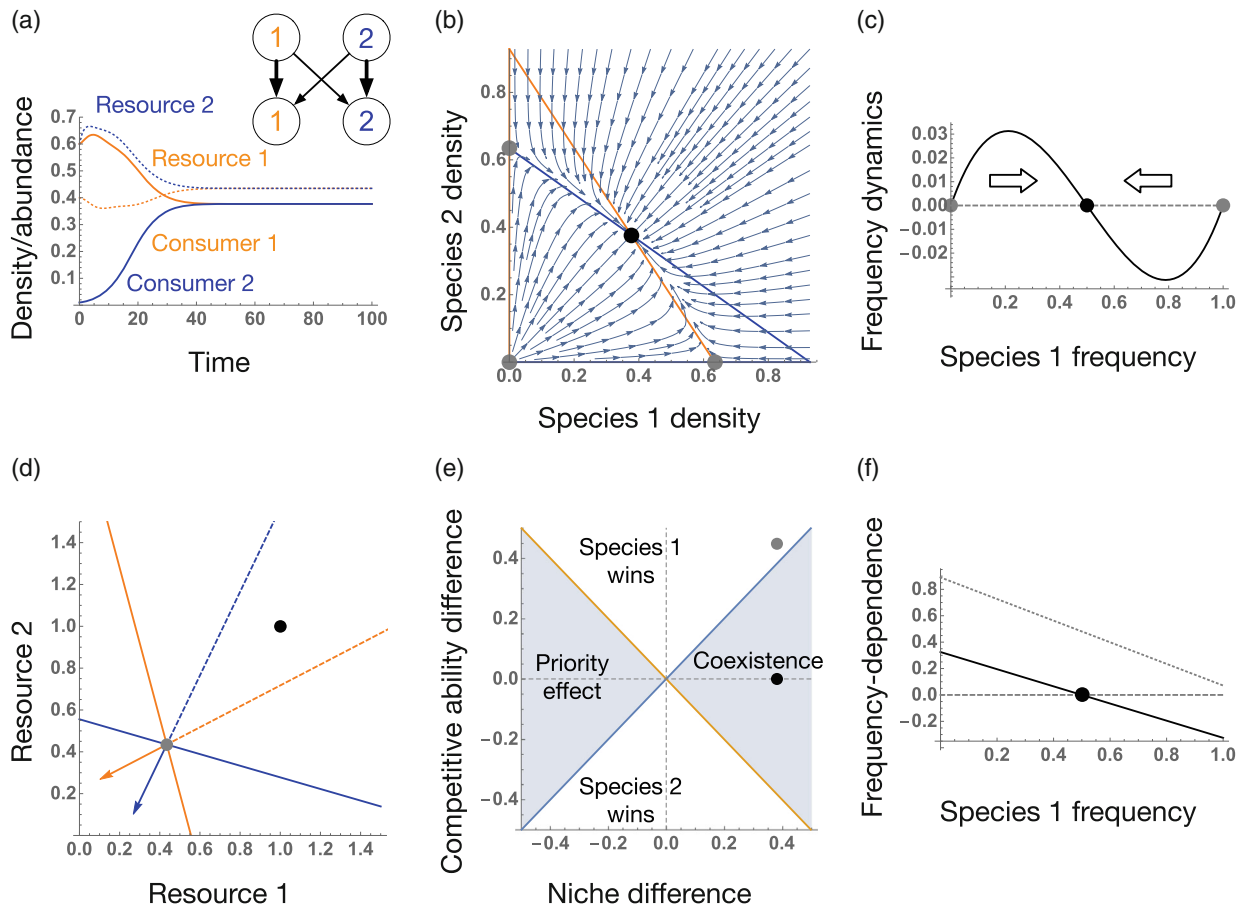 (a)
1
2
1
2
Density/abundance
0.7
0.6
0.5
0.4
0.3
0.2
0.1
Resource 2
Resource 1
Consumer 1
Consumer 2
0 20 40 60 80 100
Time
(b)
Species 2 density
0.8
0.6
0.4
0.2
0.0
0.0 0.2 0.4 0.6 0.8
Species 1 density
(c)
Frequency dynamics
0.03
0.02
0.01
0.00
−0.01
−0.02
0.2 0.4 0.6 0.8 1.0
Species 1 frequency
(d)
Resource 2
1.4
1.2
1.0
0.8
0.6
0.4
0.2
0.0 0.2 0.4 0.6 0.8 1.0 1.2 1.4
Resource 1
(e)
Competitive ability difference
0.4
0.2
0.0
−0.2
−0.4
Species 1
wins
Priority
effect
Coexistence
Species 2
wins
−0.4 −0.2 0.0 0.2 0.4
Niche difference
(f)
Frequency-dependence
0.8
0.6
0.4
0.2
0.0
−0.2
0.0 0.2 0.4 0.6 0.8 1.0
Species 1 frequency